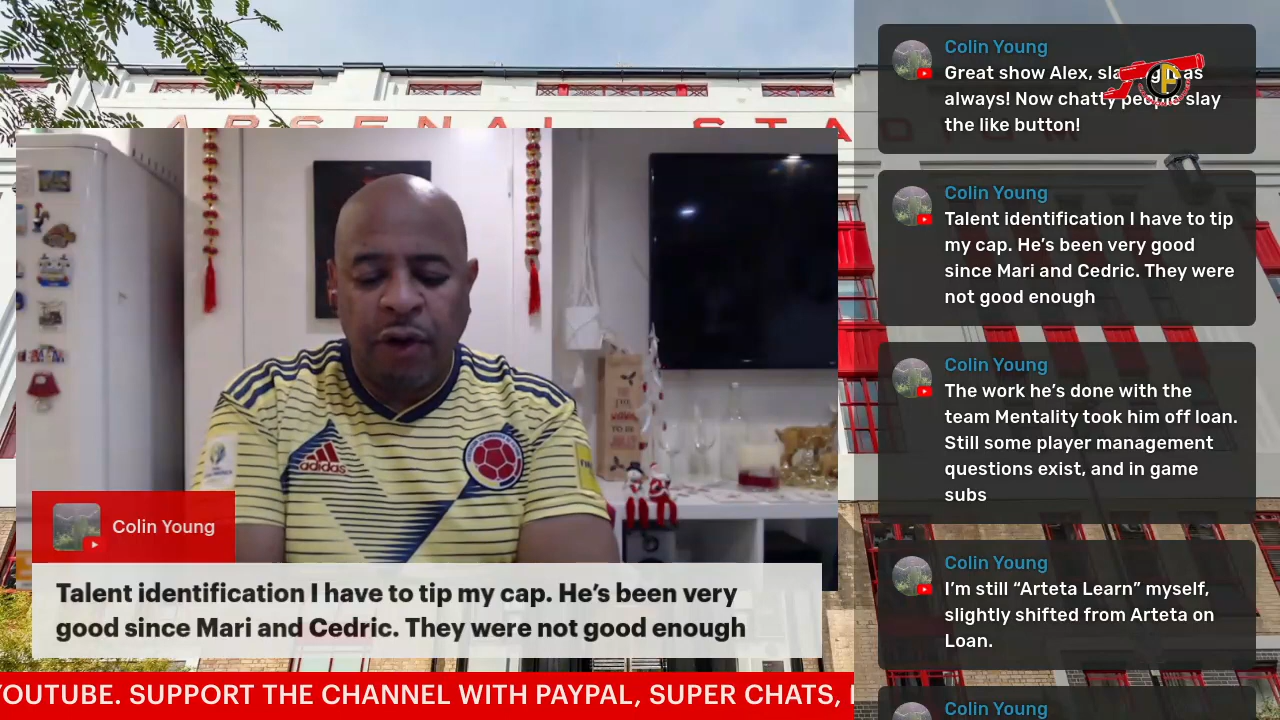 ARSENAL STA
adidas
Colin Young
Talent identification I have to tip my cap. He’s been very
good since Mari and Cedric. They were not good enough
OUTUBE. SUPPORT THE CHANNEL WITH PAYPAL, SUPER CHATS,
Colin Young
Great show Alex,
always! Now chatty people slay
the like button!
Colin Young
Talent identification I have to tip
my cap. He’s been very good
since Mari and Cedric. They were
not good enough
Colin Young
The work he’s done with the
team Mentality took him off loan.
Still some player management
questions exist, and in game
subs
Colin Young
I’m still “Arteta Learn” myself,
slightly shifted from Arteta on
Loan.
Colin Young